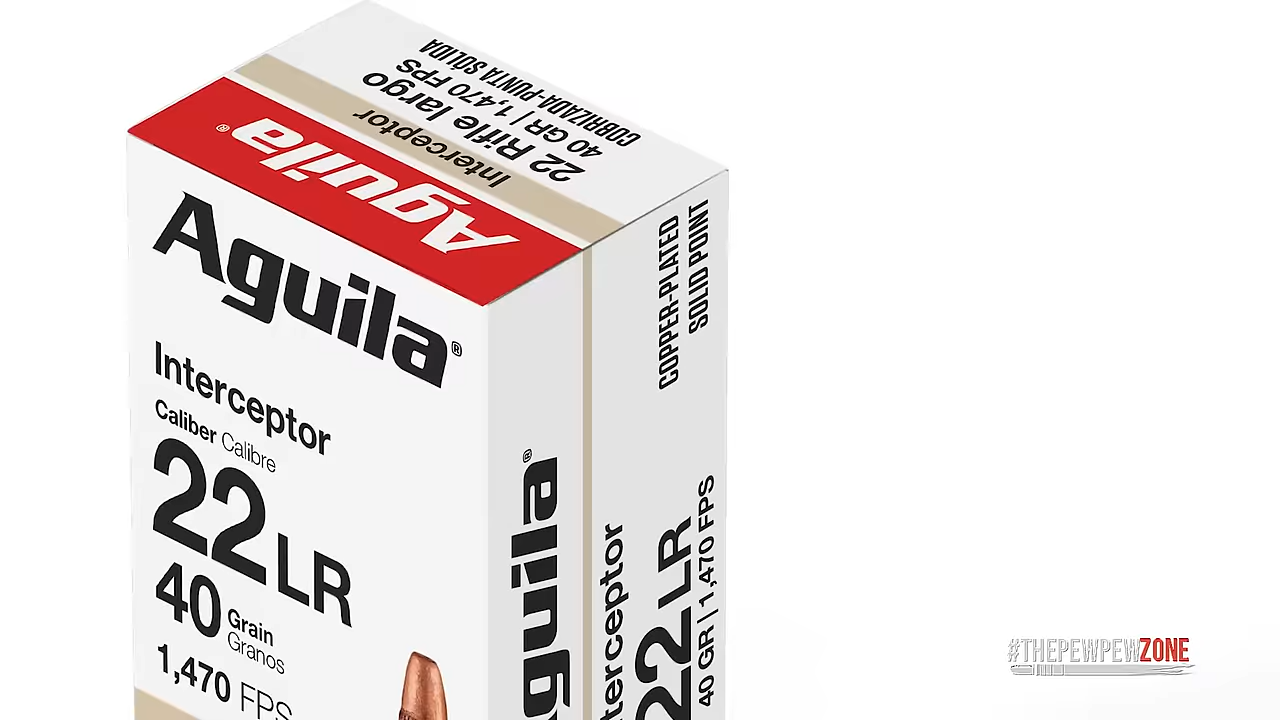 COBRIZADA-PUNTA SÓLIDA
40 GR | 1,470 FPS
22 Rifle largo
Interceptor
Aguila®
Aguila®
Interceptor
Caliber Calibre
22 LR
40 Grain
Granos
1,470 FPS
Aguila®
Interceptor
22 LR
40 GR | 1,470 FPS
COPPER-PLATED
SOLID POINT
#THEPEWPEWZONE